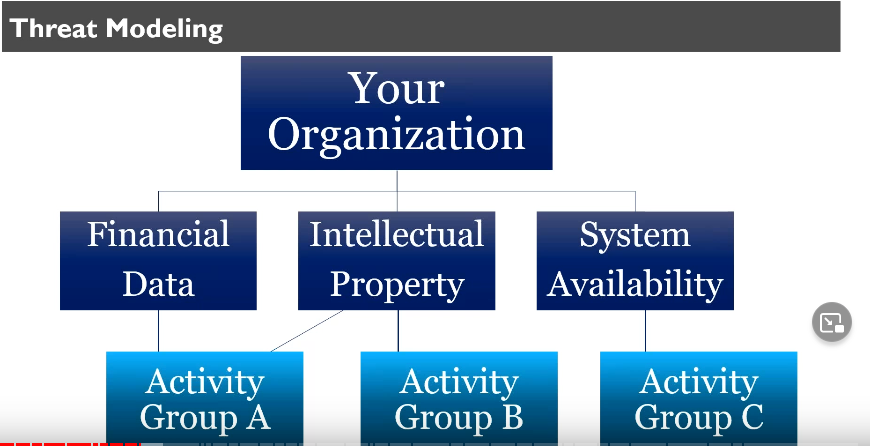 Threat Modeling
Your
Organization
Financial
Data
Intellectual
Property
System
Availability
Activity
Group A
Activity
Group B
Activity
Group C